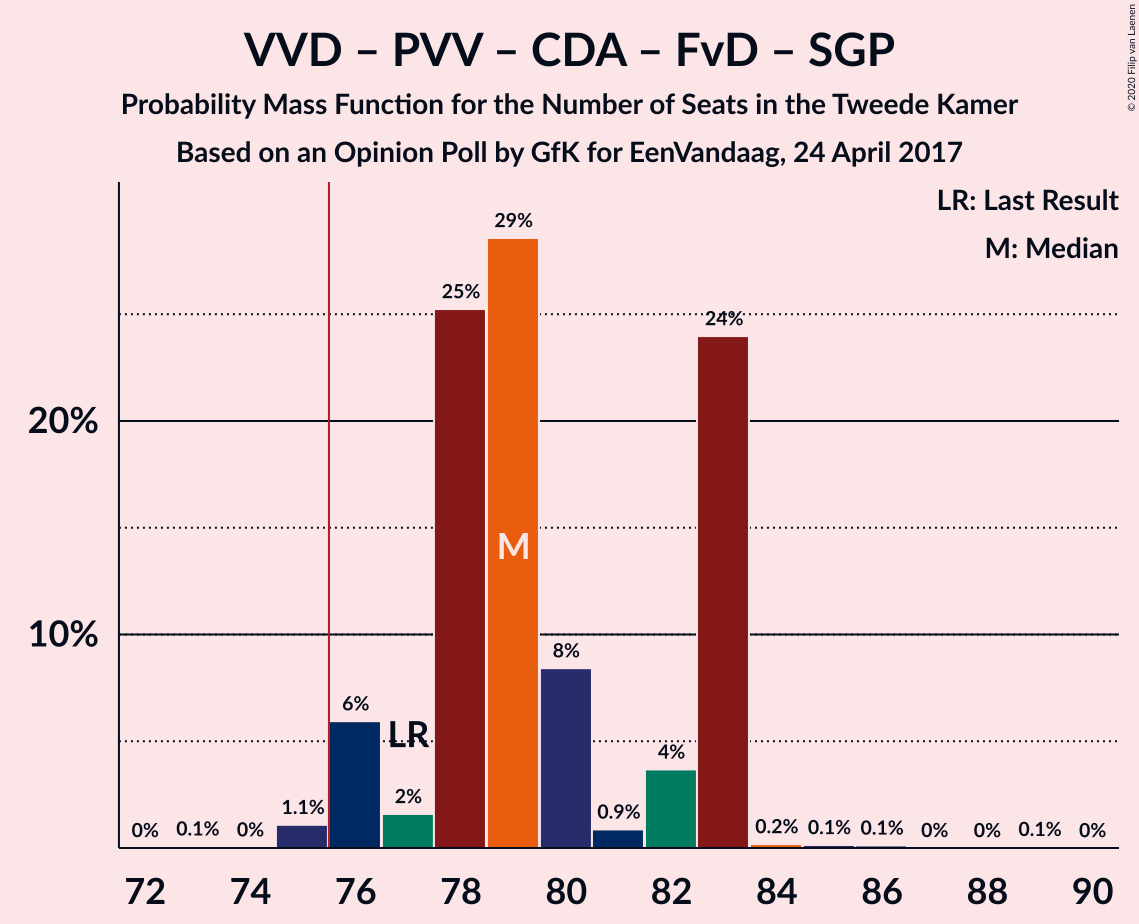 VVD – PVV – CDA – FvD – SGP
Probability Mass Function for the Number of Seats in the Tweede Kamer
Based on an Opinion Poll by GfK for EenVandaag, 24 April 2017
© 2020 Filip van Laenen
LR: Last Result
M: Median
20%
10%
0%
0.1%
0%
1.1%
6%
LR
2%
25%
29%
M
8%
0.9%
4%
24%
0.2%
0.1%
0.1%
0%
0%
0.1%
0%
72 74 76 78 80 82 84 86 88 90